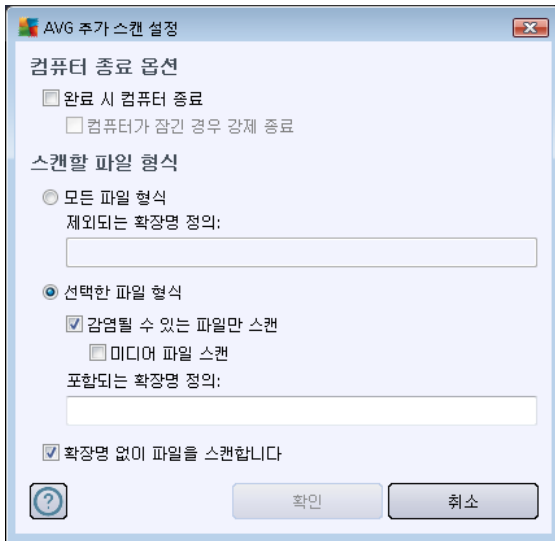 AVG 추가 스캔 설정
컴퓨터 종료 옵션
완료 시 컴퓨터 종료
컴퓨터가 잠긴 경우 강제 종료
스캔할 파일 형식
모든 파일 형식
제외되는 확장명 정의:
선택한 파일 형식
감염될 수 있는 파일만 스캔
미디어 파일 스캔
포함되는 확장명 정의:
확장명 없이 파일을 스캔합니다
? 확인 취소